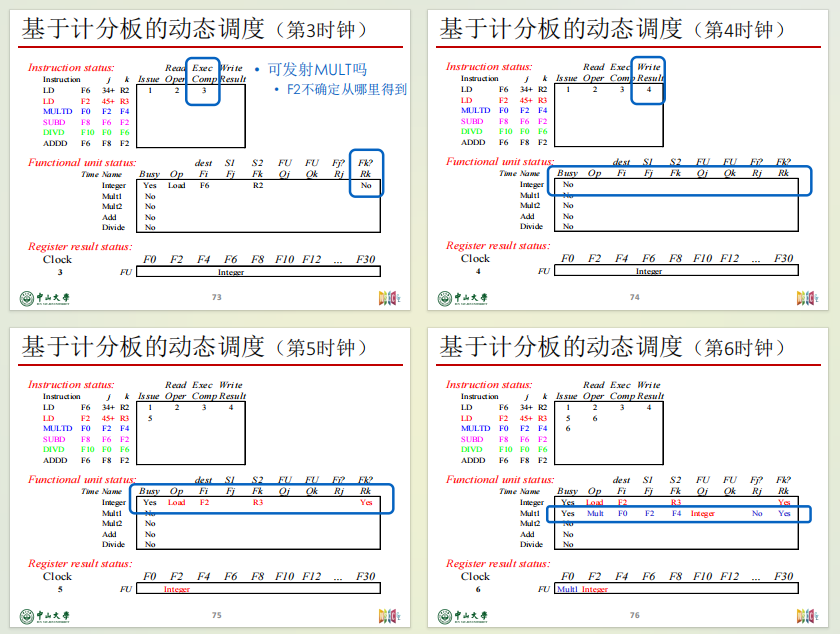 基于计分板的动态调度（第3时钟）
Instruction status: Read Exec Write
Instruction j k Issue Oper Comp Result
LD F6 34+ R2 1 2 3
LD F2 45+ R3
MULTD F0 F2 F4
SUBD F8 F6 F2
DIVD F10 F0 F6
ADDD F6 F8 F2
• 可发射MULT吗
• F2不确定从哪里得到
Functional unit status: dest S1 S2 FU FU Fj? Fk?
Time Name Busy Op Fi Fj Fk Qj Qk Rj Rk
Integer Yes Load F6 R2 No
Mult1 No
Mult2 No
Add No
Divide No
Register result status:
Clock F0 F2 F4 F6 F8 F10 F12 ... F30
3 FU Integer
中山大学
73
基于计分板的动态调度（第4时钟）
Instruction status: Read Exec Write
Instruction j k Issue Oper Comp Result
LD F6 34+ R2 1 2 3 4
LD F2 45+ R3
MULTD F0 F2 F4
SUBD F8 F6 F2
DIVD F10 F0 F6
ADDD F6 F8 F2
Functional unit status: dest S1 S2 FU FU Fj? Fk?
Time Name Busy Op Fi Fj Fk Qj Qk Rj Rk
Integer No
Mult1 No
Mult2 No
Add No
Divide No
Register result status:
Clock F0 F2 F4 F6 F8 F10 F12 ... F30
4 FU Integer
中山大学
74
基于计分板的动态调度（第5时钟）
Instruction status: Read Exec Write
Instruction j k Issue Oper Comp Result
LD F6 34+ R2 1 2 3 4
LD F2 45+ R3 5
MULTD F0 F2 F4
SUBD F8 F6 F2
DIVD F10 F0 F6
ADDD F6 F8 F2
Functional unit status: dest S1 S2 FU FU Fj? Fk?
Time Name Busy Op Fi Fj Fk Qj Qk Rj Rk
Integer Yes Load F2 R3 Yes
Mult1 No
Mult2 No
Add No
Divide No
Register result status:
Clock F0 F2 F4 F6 F8 F10 F12 ... F30
5 FU Integer
中山大学
75
基于计分板的动态调度（第6时钟）
Instruction status: Read Exec Write
Instruction j k Issue Oper Comp Result
LD F6 34+ R2 1 2 3 4
LD F2 45+ R3 5 6
MULTD F0 F2 F4 6
SUBD F8 F6 F2
DIVD F10 F0 F6
ADDD F6 F8 F2
Functional unit status: dest S1 S2 FU FU Fj? Fk?
Time Name Busy Op Fi Fj Fk Qj Qk Rj Rk
Integer Yes Load F2 R3 Yes
Mult1 Yes Mult F0 F2 F4 Integer No Yes
Mult2 No
Add No
Divide No
Register result status:
Clock F0 F2 F4 F6 F8 F10 F12 ... F30
6 FU Mult1 Integer
中山大学
76